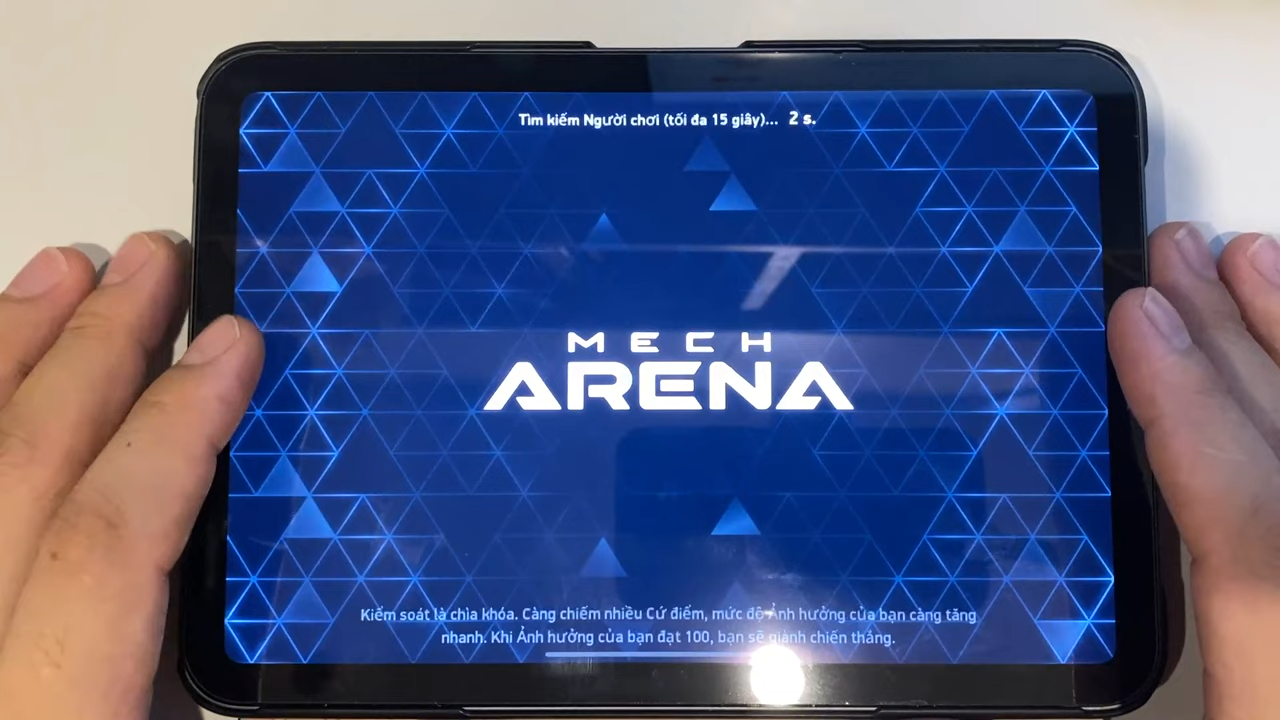 Tìm kiếm Người chơi (tối đa 15 giây)... 2 s.
MECH
ARENA
Kiểm soát là chìa khóa. Càng chiếm nhiều Cứ điểm, mức độ Ảnh hưởng của bạn càng tăng
nhanh. Khi Ảnh hưởng của bạn đạt 100, bạn sẽ giành chiến thắng.